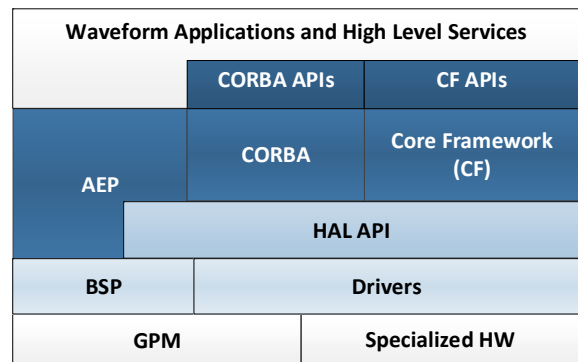 Waveform Applications and High Level Services
CORBA APIs
CF APIs
AEP
CORBA
Core Framework
(CF)
HAL API
BSP
Drivers
GPM
Specialized HW